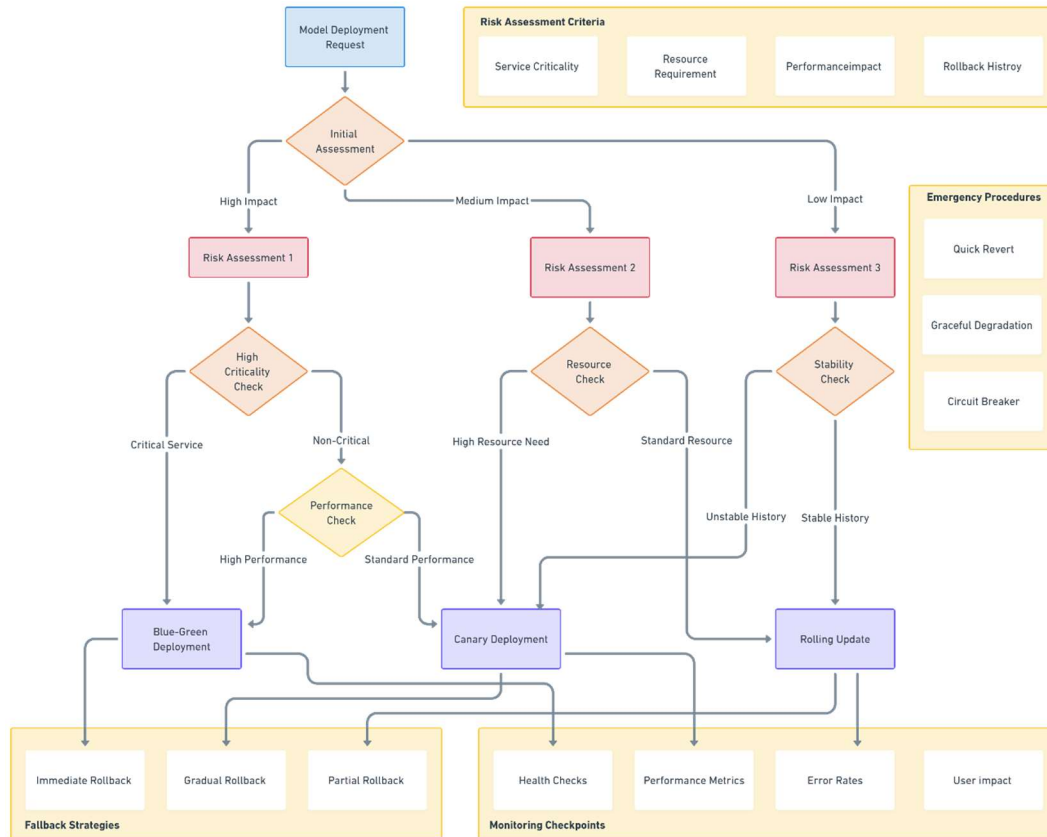 Model Deployment
Request
Risk Assessment Criteria
Service Criticality
Resource
Requirement
Performanceimpact
Rollback Histroy
Initial
Assessment
High Impact
Medium Impact
Low Impact
Emergency Procedures
Quick Revert
Graceful Degradation
Circuit Breaker
Risk Assessment 1
Risk Assessment 2
Risk Assessment 3
High
Criticality
Check
Resource
Check
Stability
Check
Critical Service
Non-Critical
High Resource Need
Standard Resource
Performance
Check
Unstable History
Stable History
High Performance
Standard Performance
Blue-Green
Deployment
Canary Deployment
Rolling Update
Immediate Rollback
Gradual Rollback
Partial Rollback
Fallback Strategies
Health Checks
Performance Metrics
Error Rates
User impact
Monitoring Checkpoints